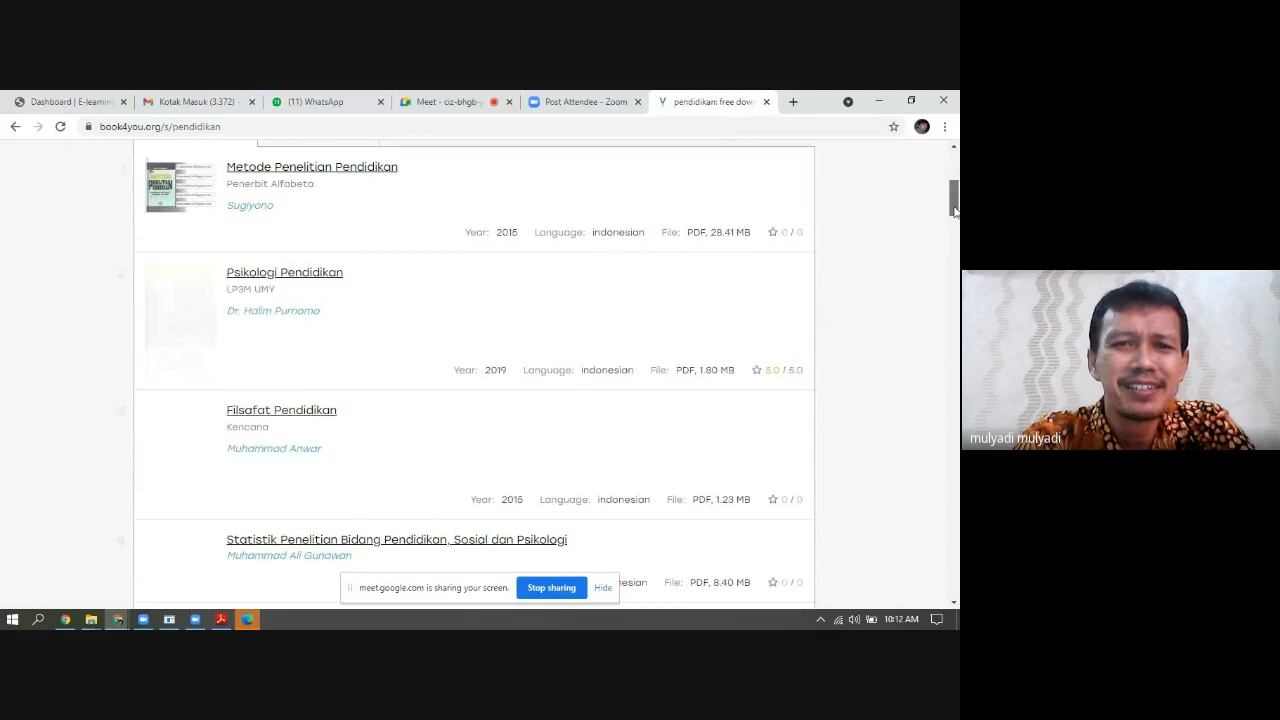 Dashboard | E-learnin
Kotak Masuk (3.372) -
(11) WhatsApp
Meet - ciz-bhgb-
Post Attendee - Zoom
pendidikan: free dow
book4you.org/s/pendidikan
1
Metode Penelitian Pendidikan
Penerbit Alfabeta
Sugiyono
Year: 2015 Language: indonesian File: PDF, 28.41 MB 0 / 0
2
Psikologi Pendidikan
LP3M UMY
Dr. Halim Purnomo
Year: 2019 Language: indonesian File: PDF, 1.80 MB 5.0 / 5.0
3
Filsafat Pendidikan
Kencana
Muhammad Anwar
Year: 2015 Language: indonesian File: PDF, 1.23 MB 0 / 0
4
Statistik Penelitian Bidang Pendidikan, Sosial dan Psikologi
Muhammad Ali Gunawan
nesian File: PDF, 8.40 MB 0 / 0
meet.google.com is sharing your screen. Stop sharing Hide
10:12 AM
mulyadi mulyadi